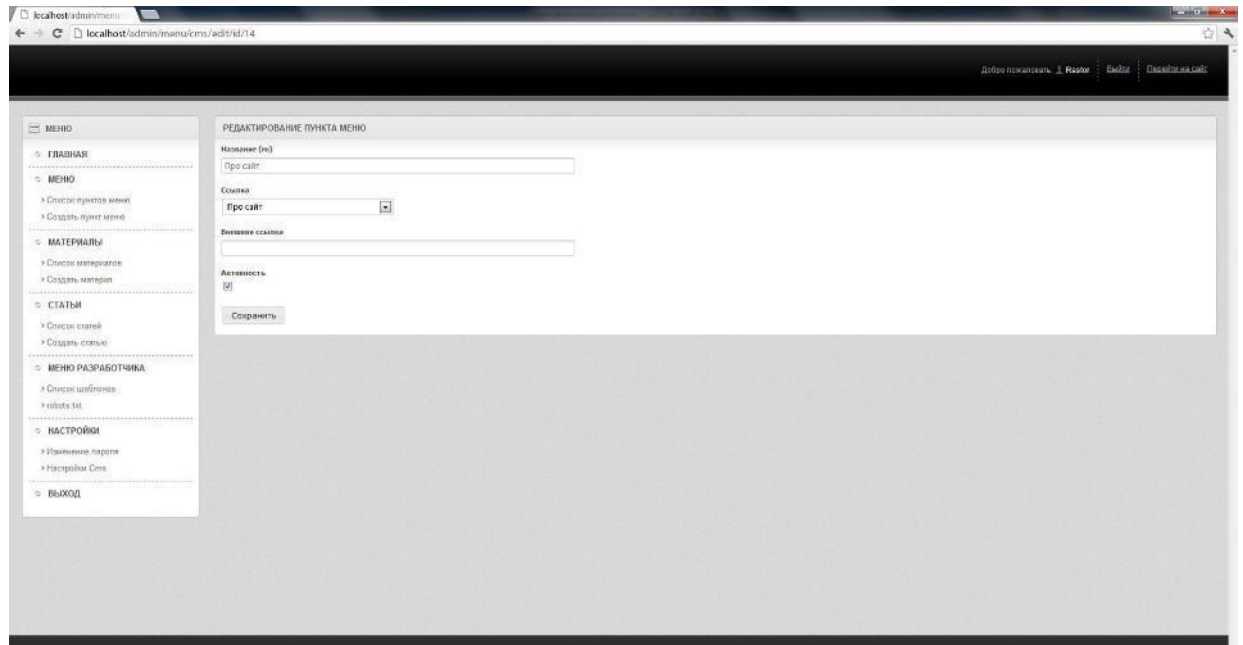 localhost/admin/menu
localhost/admin/menu/cms/edit/id/14
Добро пожаловать, Rastor Выйти Перейти на сайт
МЕНЮ
ГЛАВНАЯ
МЕНЮ
Список пунктов меню
Создать пункт меню
МАТЕРИАЛЫ
Список материалов
Создать материал
СТАТЬИ
Список статей
Создать статью
МЕНЮ РАЗРАБОТЧИКА
Список шаблонов
robots.txt
НАСТРОЙКИ
Изменение пароля
Настройки Cms
ВЫХОД
РЕДАКТИРОВАНИЕ ПУНКТА МЕНЮ
Название (ru)
Про сайт
Ссылка
Про сайт
Внешняя ссылка
Активность
Сохранить